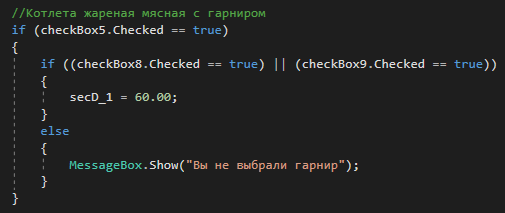 //Котлета жареная мясная с гарниром
if (checkBox5.Checked == true)
{
if ((checkBox8.Checked == true) || (checkBox9.Checked == true))
{
secD_1 = 60.00;
}
else
{
MessageBox.Show("Вы не выбрали гарнир");
}
}